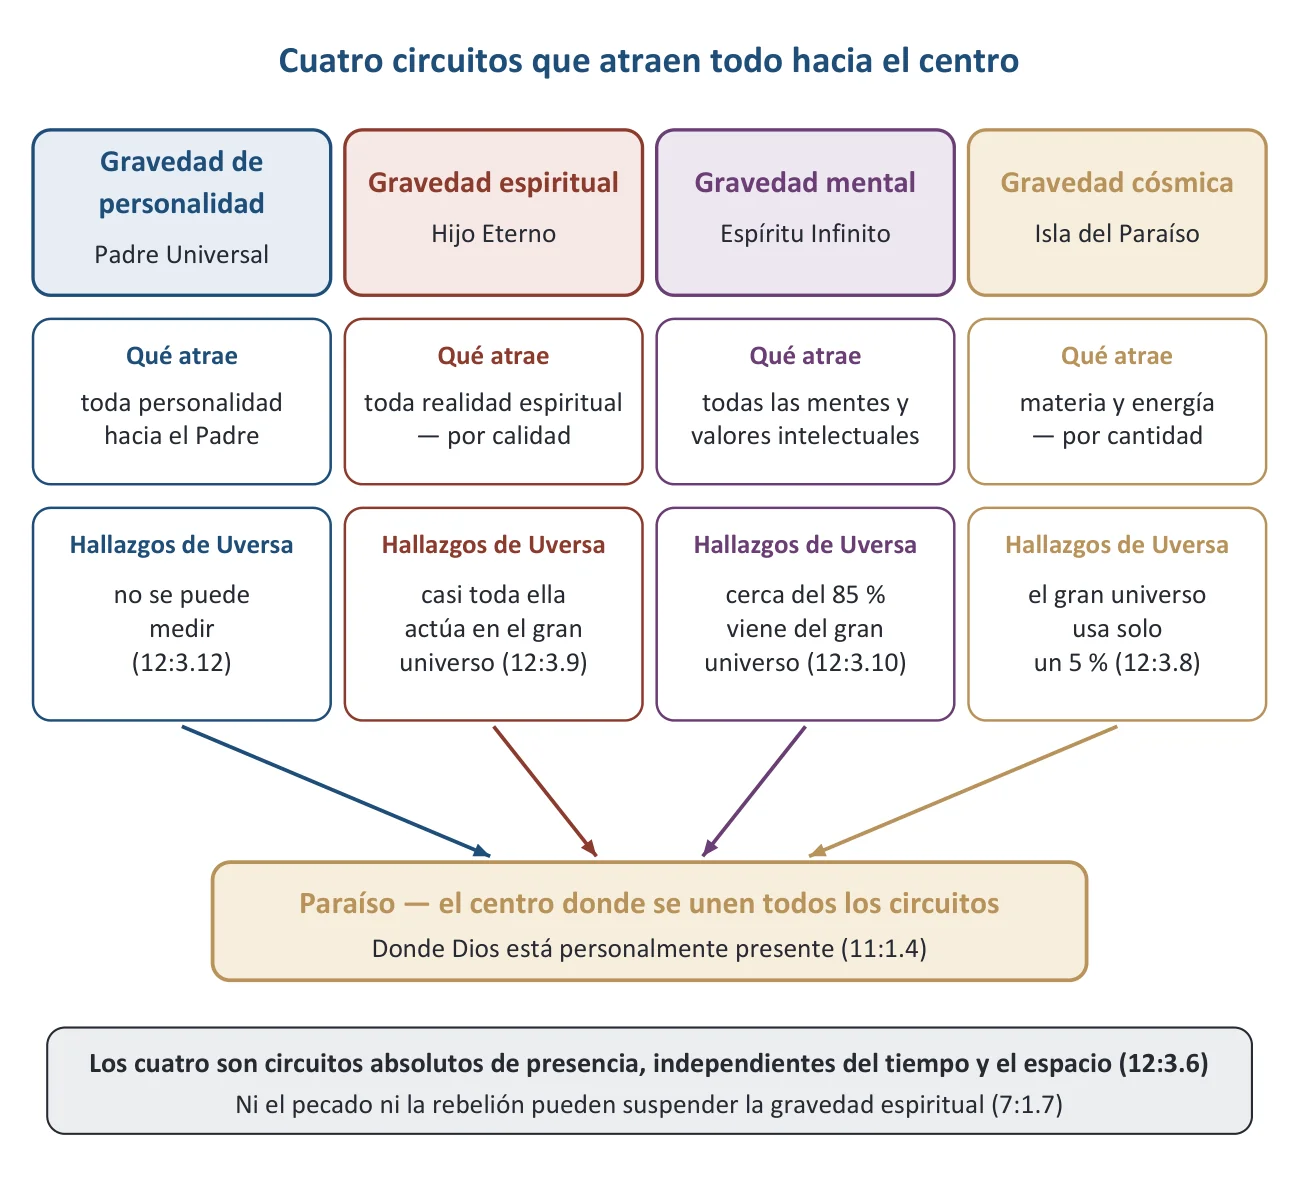 Cuatro circuitos que atraen todo hacia el centro
Gravedad de
personalidad
Padre Universal
Gravedad espiritual
Hijo Eterno
Gravedad mental
Espíritu Infinito
Gravedad cósmica
Isla del Paraíso
Qué atrae
toda personalidad
hacia el Padre
Qué atrae
toda realidad espiritual
— por calidad
Qué atrae
todas las mentes y
valores intelectuales
Qué atrae
materia y energía
— por cantidad
Hallazgos de Uversa
no se puede
medir
(12:3.12)
Hallazgos de Uversa
casi toda ella
actúa en el gran
universo (12:3.9)
Hallazgos de Uversa
cerca del 85 %
viene del gran
universo (12:3.10)
Hallazgos de Uversa
el gran universo
usa solo
un 5 % (12:3.8)
Paraíso — el centro donde se unen todos los circuitos
Donde Dios está personalmente presente (11:1.4)
Los cuatro son circuitos absolutos de presencia, independientes del tiempo y el espacio (12:3.6)
Ni el pecado ni la rebelión pueden suspender la gravedad espiritual (7:1.7)